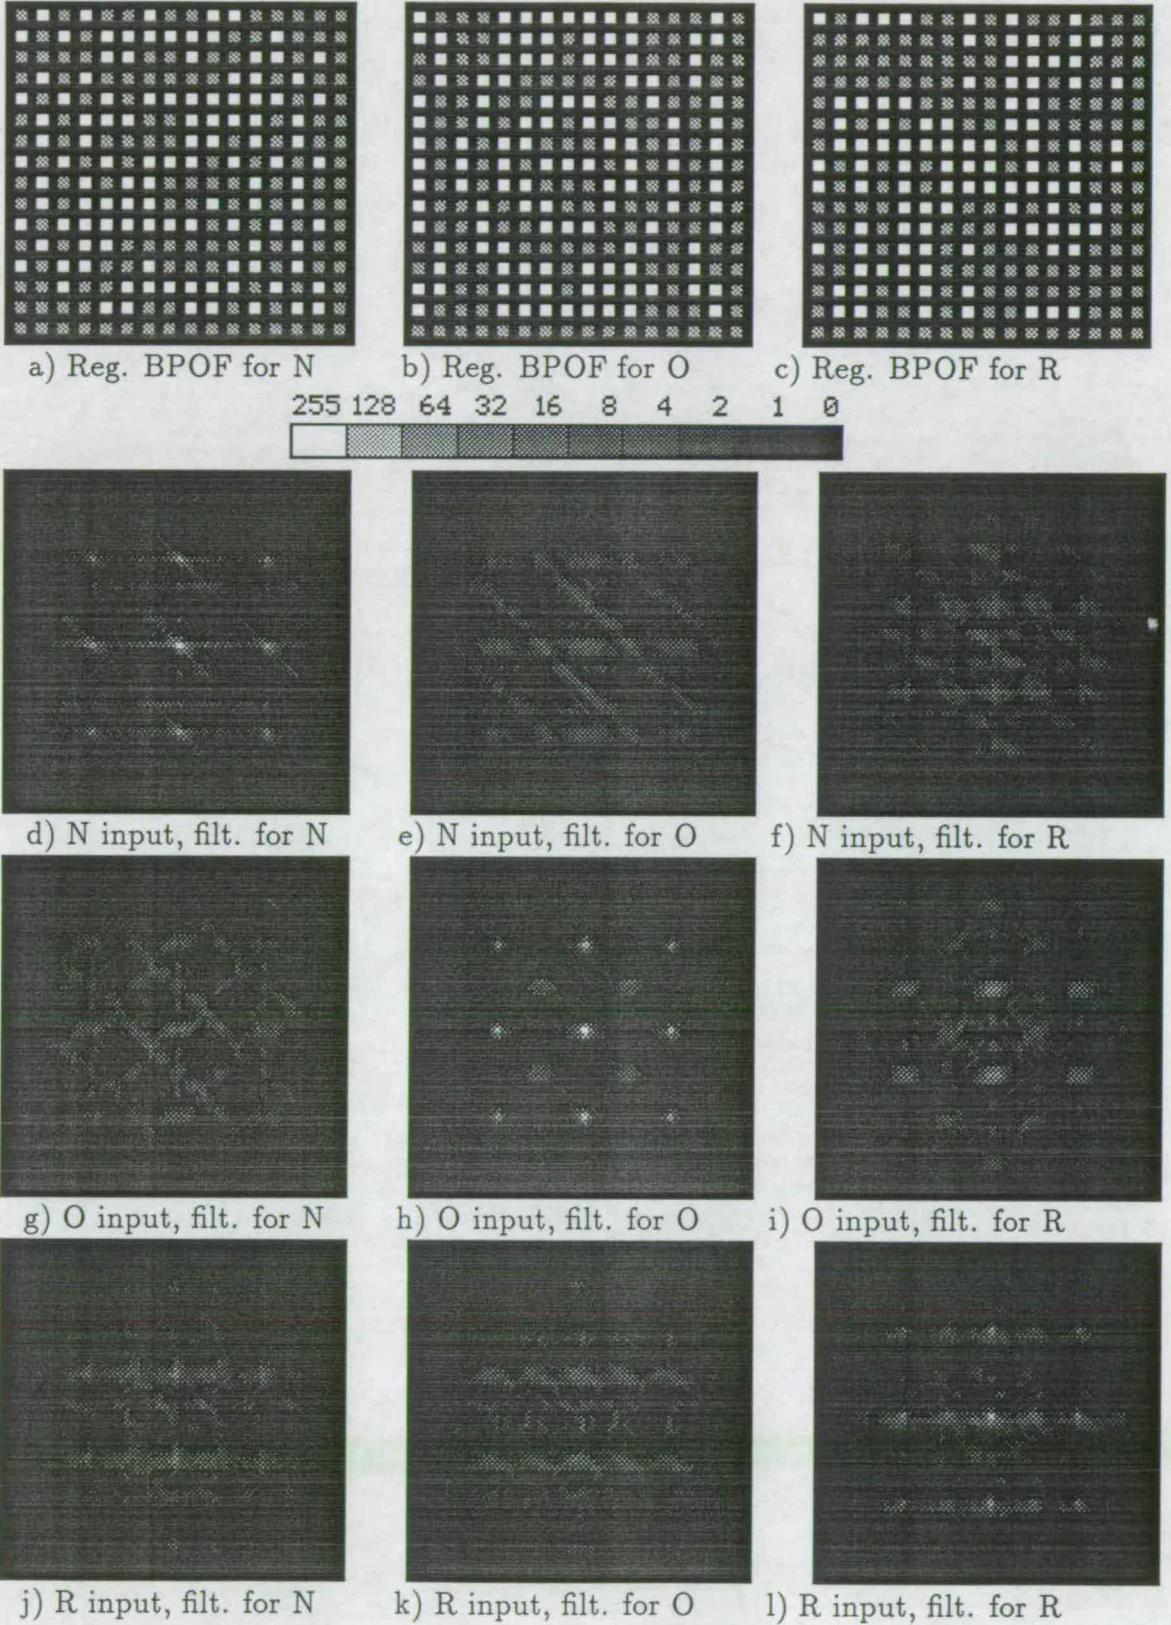 a) Reg. BPOF for N
b) Reg. BPOF for O
c) Reg. BPOF for R
255 128 64 32 16 8 4 2 1 0
d) N input, filt. for N
e) N input, filt. for O
f) N input, filt. for R
g) O input, filt. for N
h) O input, filt. for O
i) O input, filt. for R
j) R input, filt. for N
k) R input, filt. for O
l) R input, filt. for R